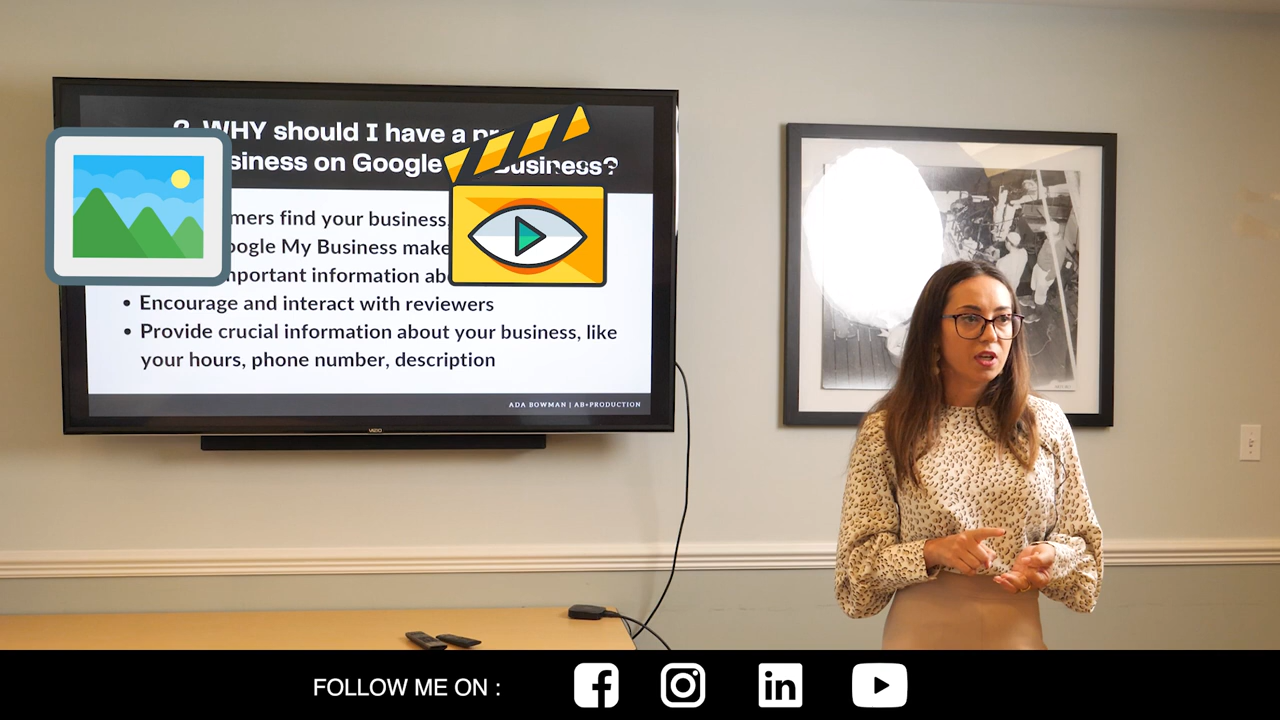 2. WHY should I have a pr
siness on Google Business?
mers find your business,
oogle My Business make
mportant information abo
• Encourage and interact with reviewers
• Provide crucial information about your business, like
your hours, phone number, description
ADA BOWMAN | AB+PRODUCTION
VIZIO
FOLLOW ME ON :